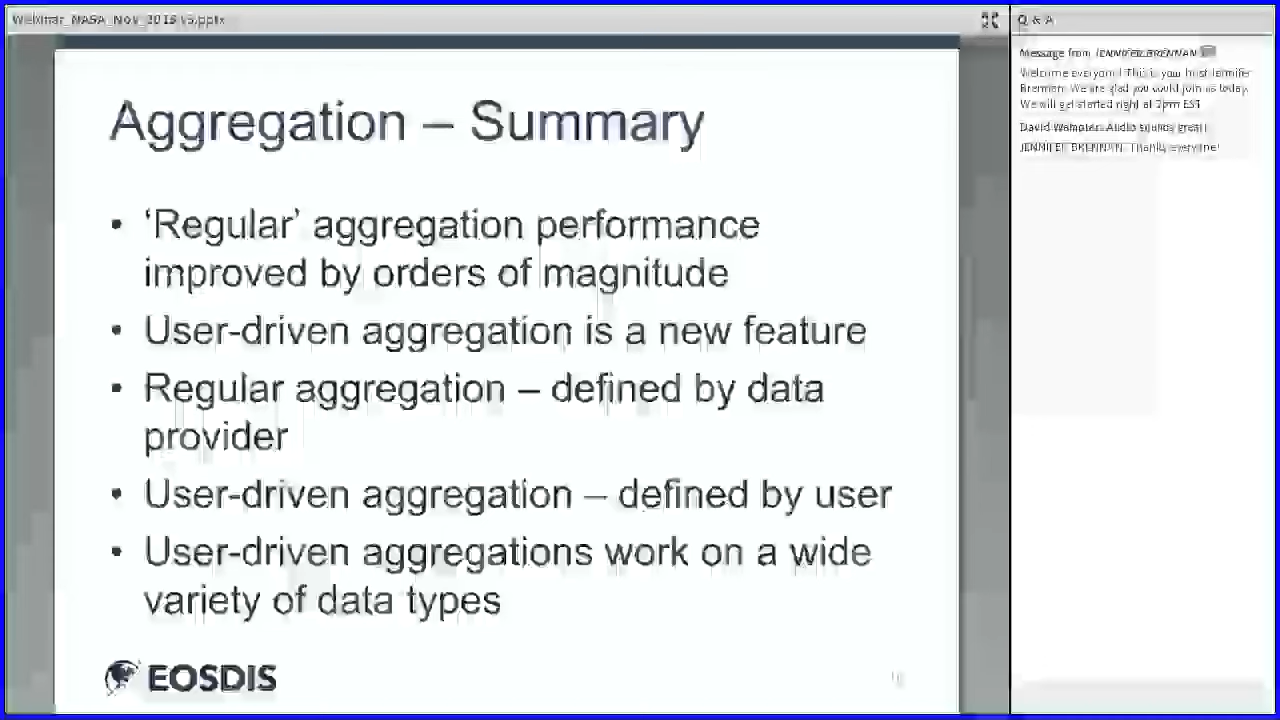 Webinar_NASA_Nov_2015 v5.pptx
Aggregation – Summary
• ‘Regular’ aggregation performance
improved by orders of magnitude
• User-driven aggregation is a new feature
• Regular aggregation – defined by data
provider
• User-driven aggregation – defined by user
• User-driven aggregations work on a wide
variety of data types
EOSDIS
Q & A
Message from JENNIFER BRENNAN
Welcome everyone! This is your host Jennifer
Brennan. We are glad you could join us today.
We will get started right at 2pm EST
David Wampler: Audio sounds great!
JENNIFER BRENNAN: Thanks everyone!